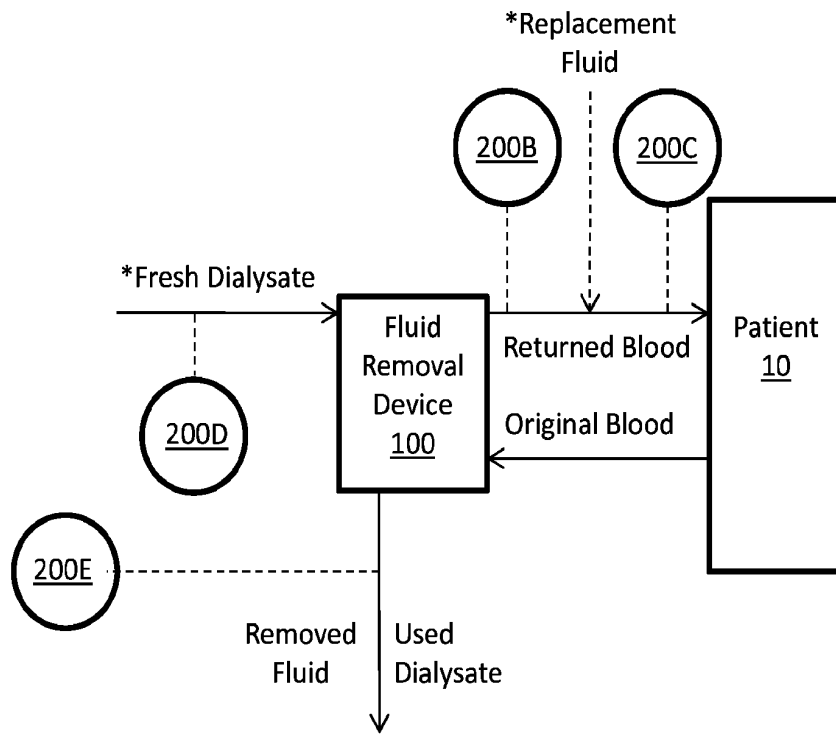 *Replacement
Fluid
200B
200C
*Fresh Dialysate
Fluid
Removal
Device
100
Returned Blood
Patient
10
Original Blood
200D
200E
Removed
Fluid
Used
Dialysate